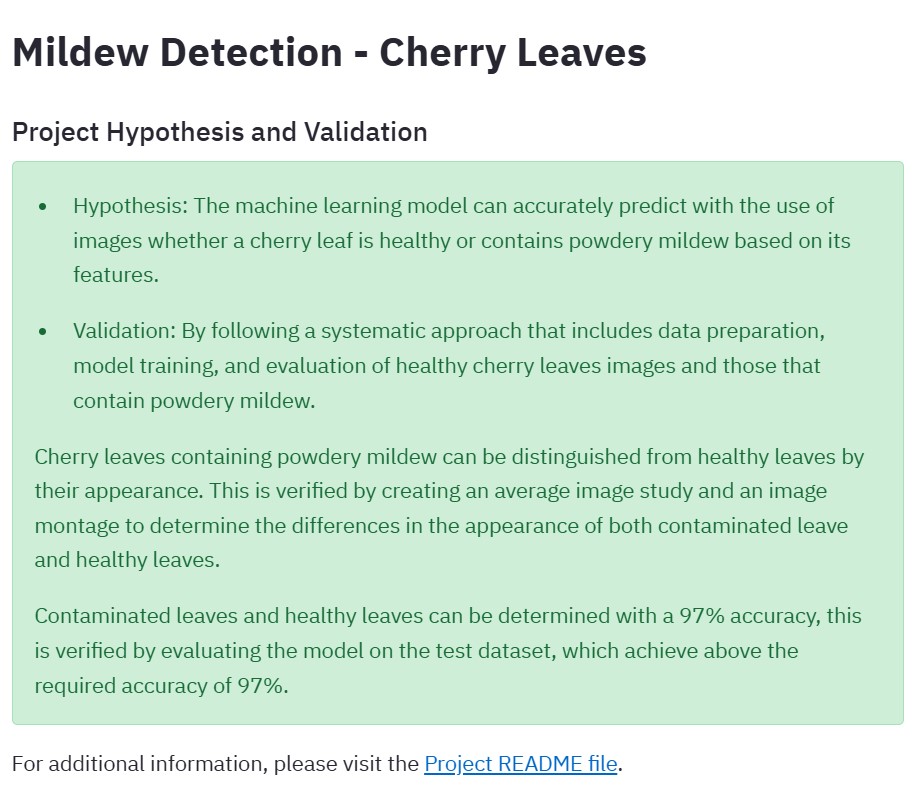 Mildew Detection - Cherry Leaves
Project Hypothesis and Validation
• Hypothesis: The machine learning model can accurately predict with the use of
images whether a cherry leaf is healthy or contains powdery mildew based on its
features.
• Validation: By following a systematic approach that includes data preparation,
model training, and evaluation of healthy cherry leaves images and those that
contain powdery mildew.
Cherry leaves containing powdery mildew can be distinguished from healthy leaves by
their appearance. This is verified by creating an average image study and an image
montage to determine the differences in the appearance of both contaminated leave
and healthy leaves.
Contaminated leaves and healthy leaves can be determined with a 97% accuracy, this
is verified by evaluating the model on the test dataset, which achieve above the
required accuracy of 97%.
For additional information, please visit the Project README file.